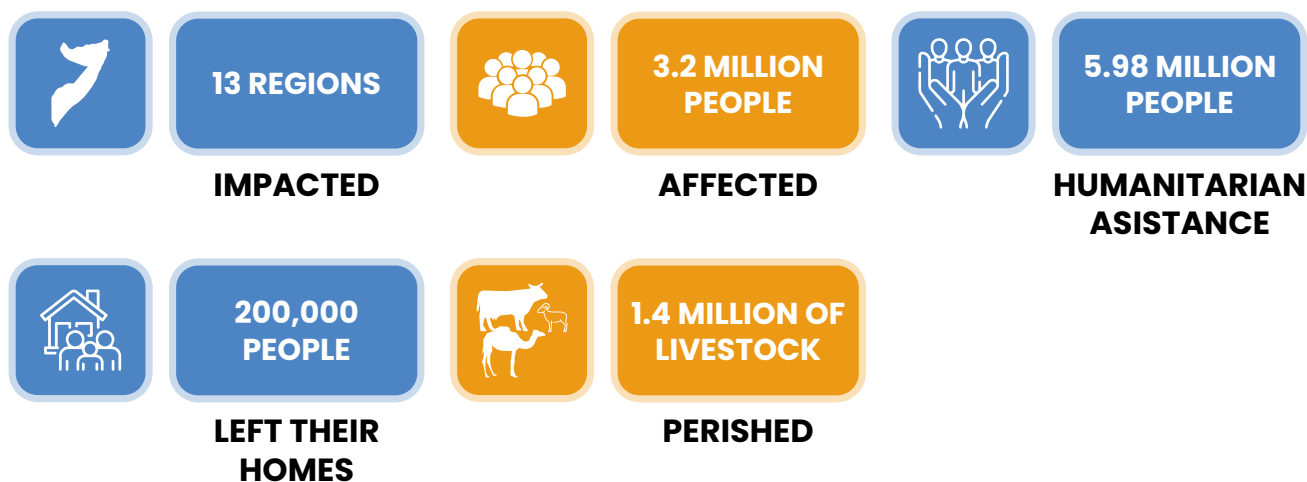 13 REGIONS
IMPACTED
3.2 MILLION
PEOPLE
AFFECTED
5.98 MILLION
PEOPLE
HUMANITARIAN
ASISTANCE
200,000
PEOPLE
LEFT THEIR
HOMES
1.4 MILLION OF
LIVESTOCK
PERISHED